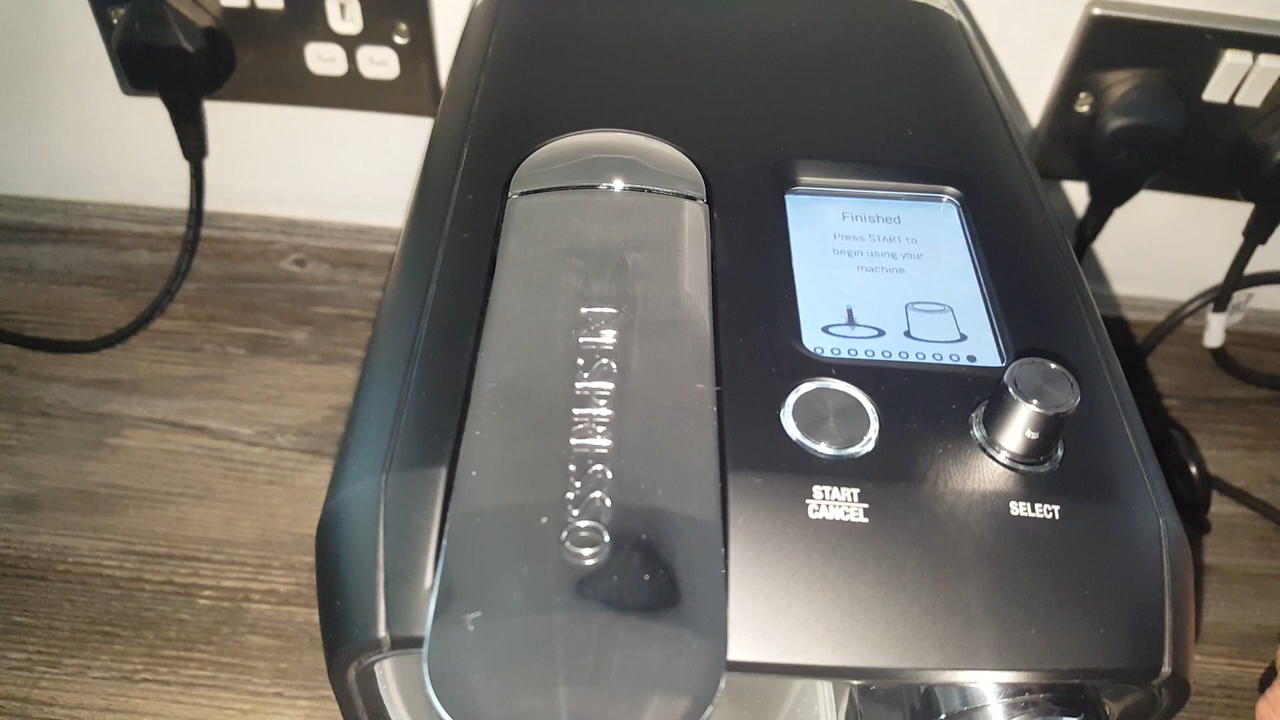 NESPRESSO
Finished
Press START to
begin using your
machine
START
CANCEL
SELECT